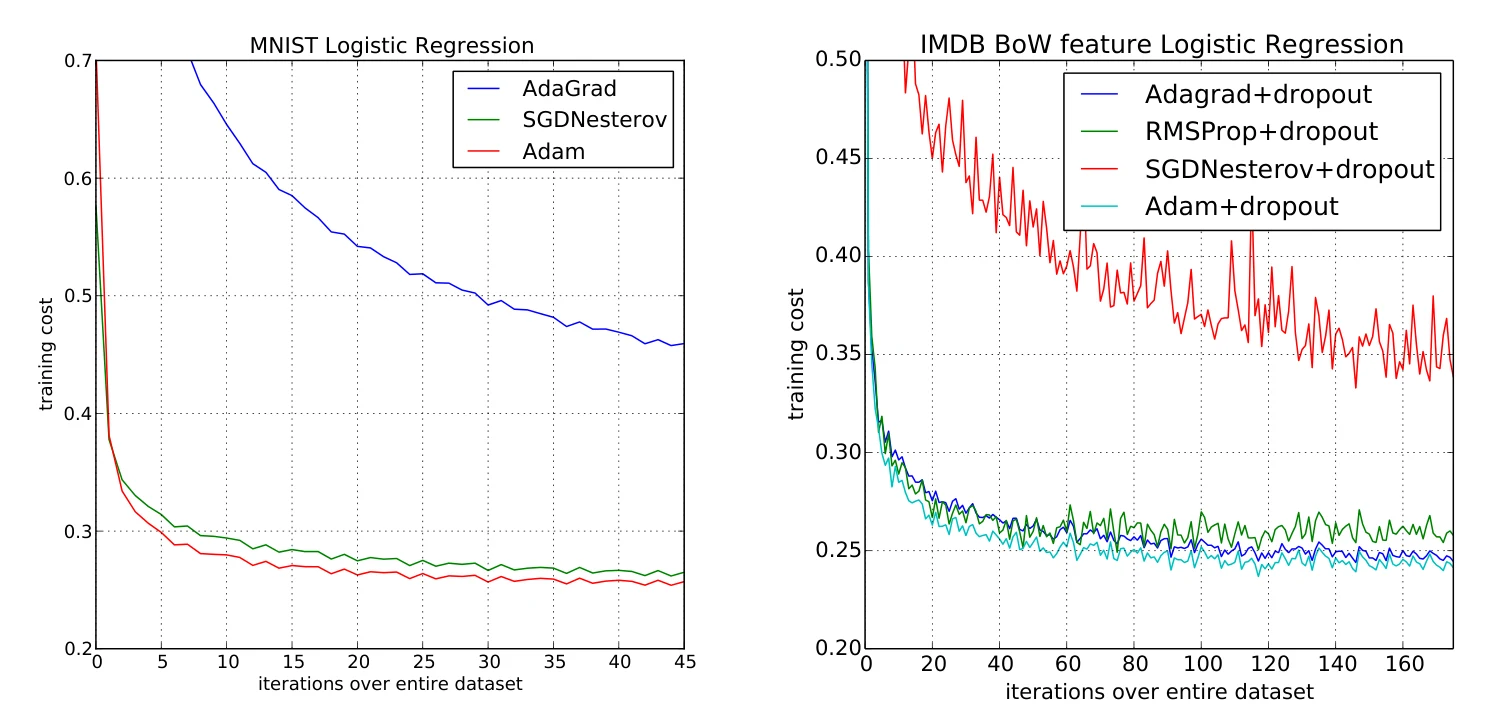 MNIST Logistic Regression
0.7
0.6
0.5
0.4
0.3
0.2
training cost
AdaGrad
SGDNesterov
Adam
0 5 10 15 20 25 30 35 40 45
iterations over entire dataset
IMDB BoW feature Logistic Regression
0.50
0.45
0.40
0.35
0.30
0.25
0.20
training cost
Adagrad+dropout
RMSProp+dropout
SGDNesterov+dropout
Adam+dropout
0 20 40 60 80 100 120 140 160
iterations over entire dataset